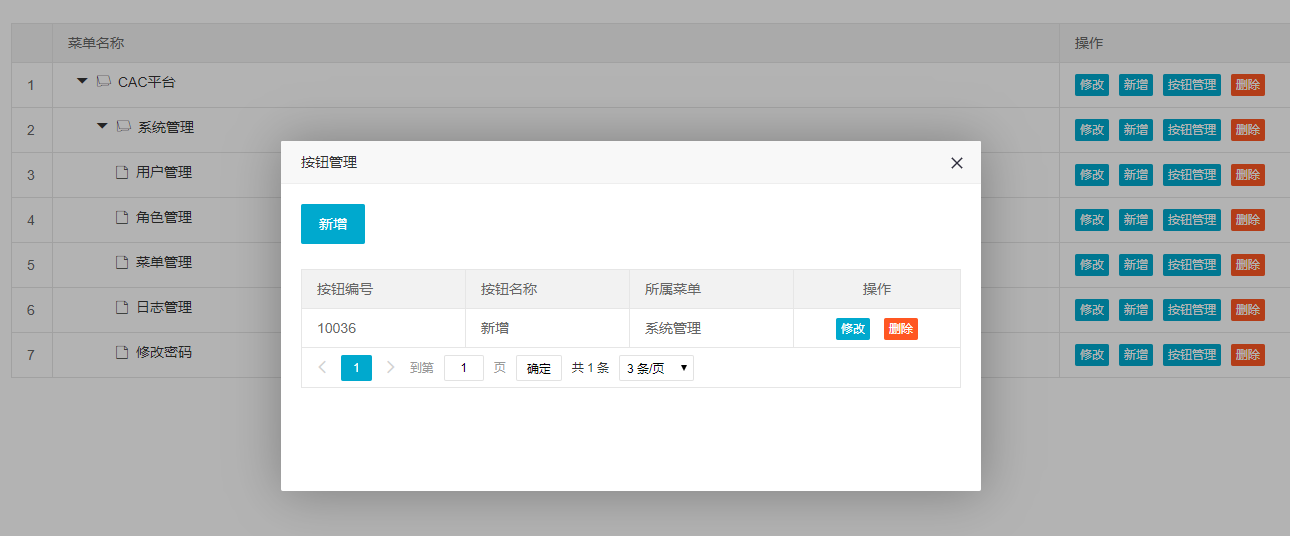 菜单名称 操作
1 CAC平台 修改 新增 按钮管理 删除
2 系统管理 修改 新增 按钮管理 删除
3 用户管理 修改 新增 按钮管理 删除
4 角色管理 修改 新增 按钮管理 删除
5 菜单管理 修改 新增 按钮管理 删除
6 日志管理 修改 新增 按钮管理 删除
7 修改密码 修改 新增 按钮管理 删除
按钮管理
新增
按钮编号 按钮名称 所属菜单 操作
10036 新增 系统管理 修改 删除
1 到第 1 页 确定 共 1 条 3 条/页